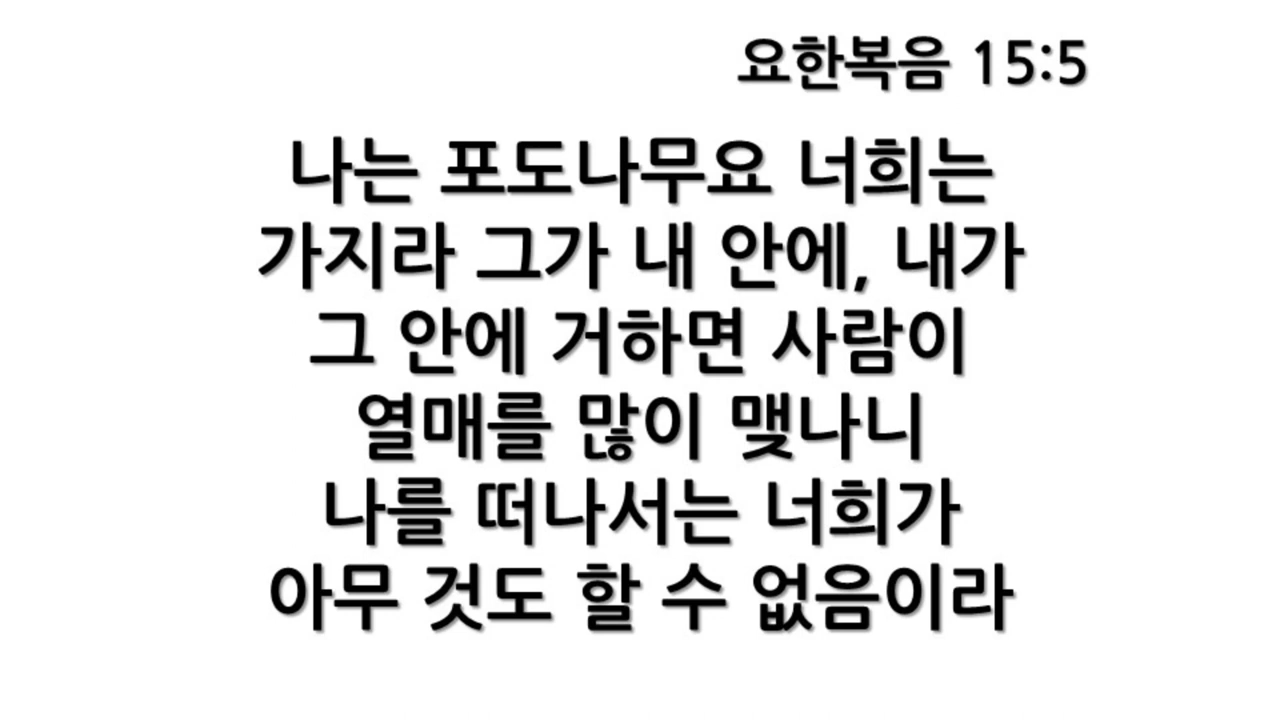 요한복음 15:5
나는 포도나무요 너희는
가지라 그가 내 안에, 내가
그 안에 거하면 사람이
열매를 많이 맺나니
나를 떠나서는 너희가
아무 것도 할 수 없음이라